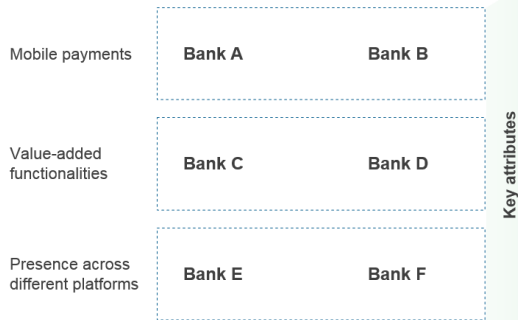 Mobile payments
Bank A
Bank B
Value-added
functionalities
Bank C
Bank D
Presence across
different platforms
Bank E
Bank F
Key attributes